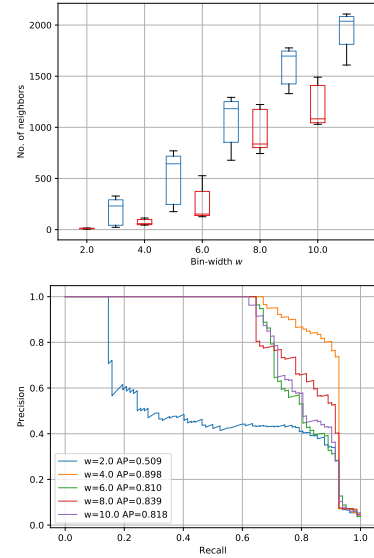 2000
1500
1000
500
0
No. of neighbors
2.0 4.0 6.0 8.0 10.0
Bin-width w
1.0
0.8
0.6
0.4
0.2
0.0
Precision
w=2.0 AP=0.509
w=4.0 AP=0.898
w=6.0 AP=0.810
w=8.0 AP=0.839
w=10.0 AP=0.818
0.0 0.2 0.4 0.6 0.8 1.0
Recall